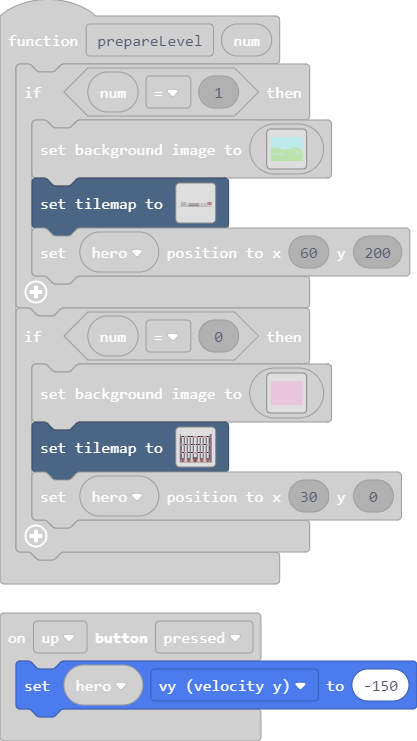 function prepareLevel num
if num = 1 then
set background image to
set tilemap to
set hero position to x 60 y 200
if num = 0 then
set background image to
set tilemap to
set hero position to x 30 y 0
on up button pressed
set hero vy (velocity y) to -150